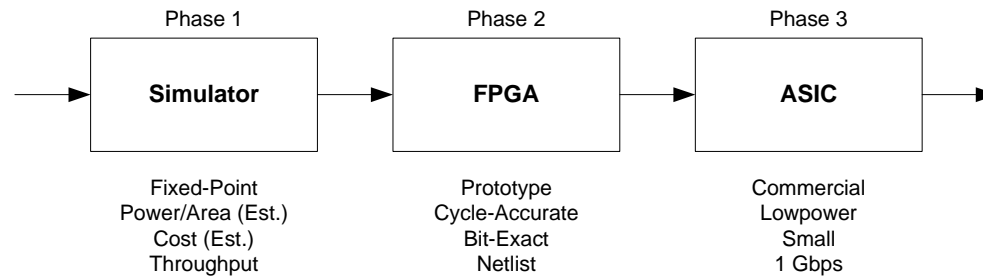 Phase 1
Phase 2
Phase 3
Simulator
FPGA
ASIC
Fixed-Point
Power/Area (Est.)
Cost (Est.)
Throughput
Prototype
Cycle-Accurate
Bit-Exact
Netlist
Commercial
Lowpower
Small
1 Gbps